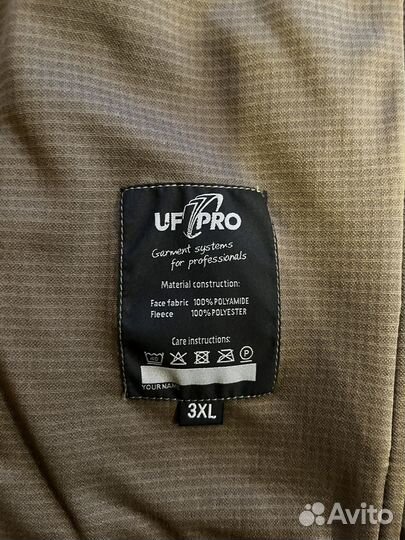 UF PRO
Garment systems
for professionals
Material construction:
Face fabric 100% POLYAMIDE
Fleece 100% POLYESTER
Care instructions:
40 P
YOUR NAME
3XL
Avito